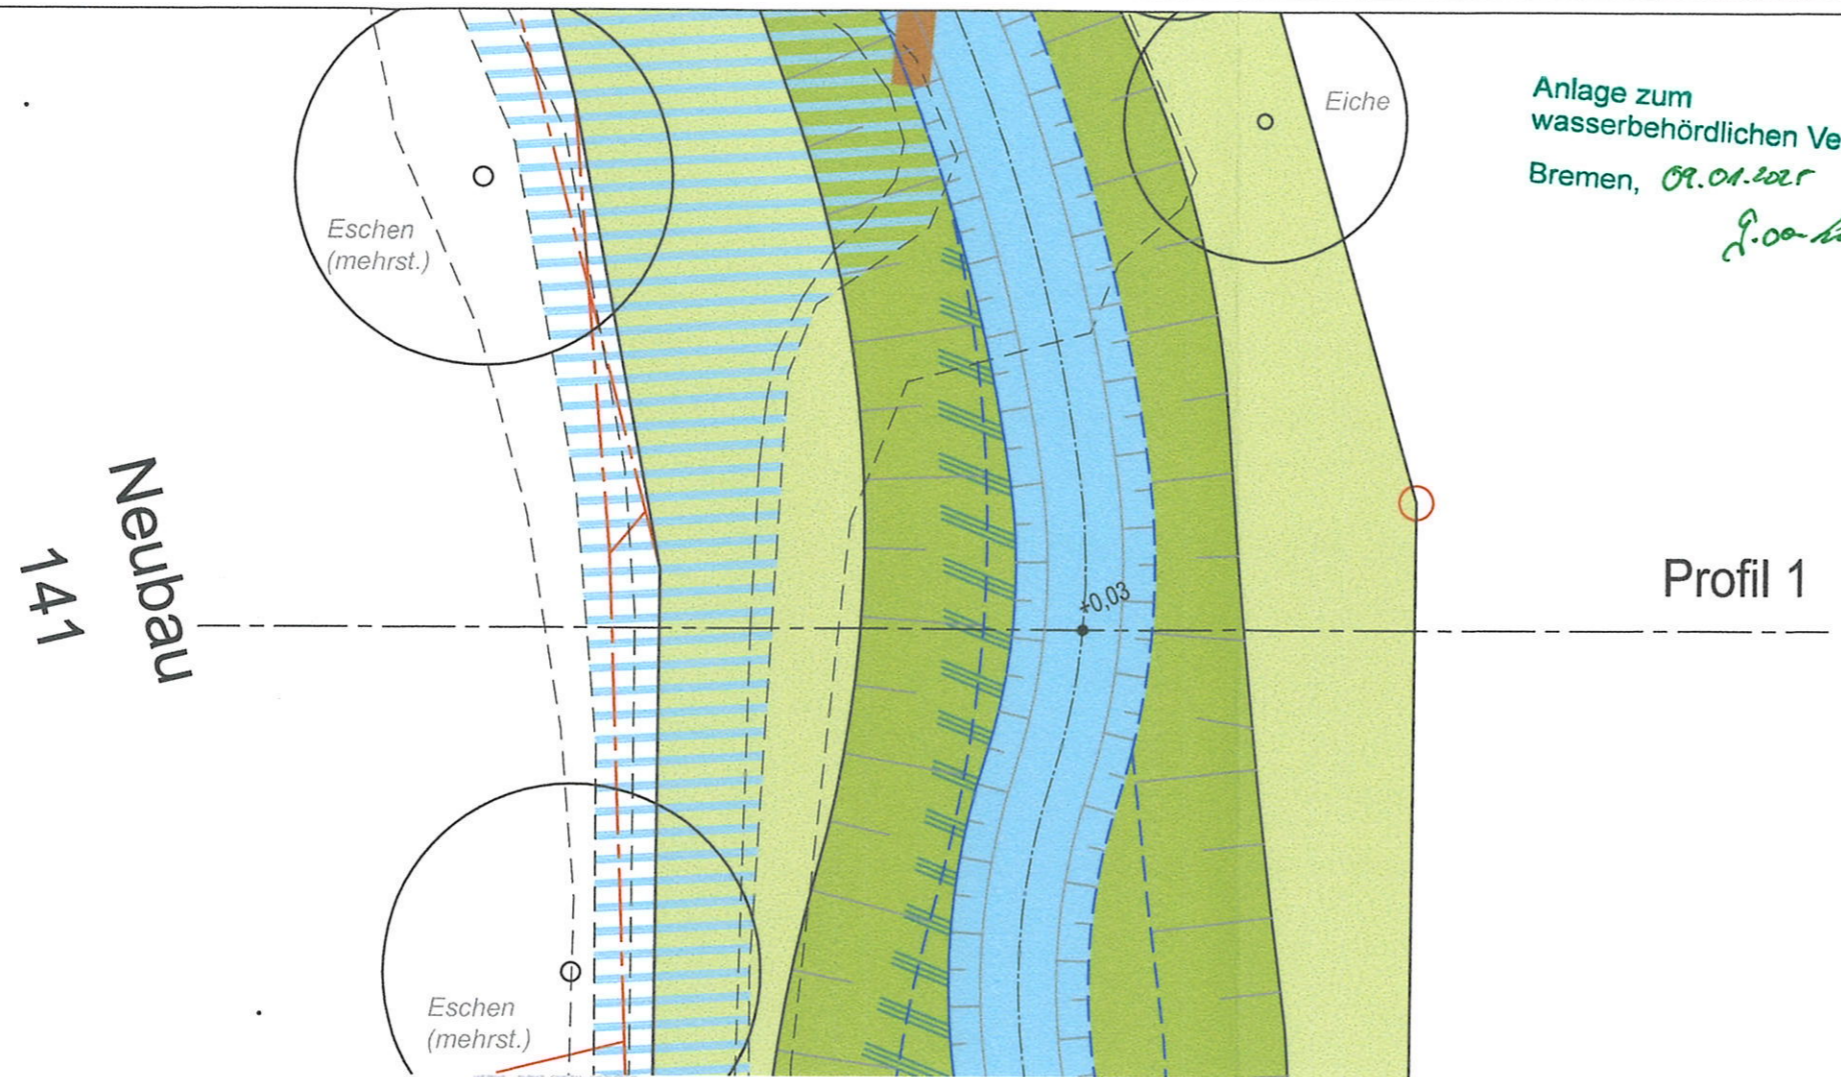 Anlage zum
wasserbehördlichen Ve
Bremen, 09.01.2025
Eiche
Eschen
(mehrst.)
Neubau
141
+0,03
Profil 1
Eschen
(mehrst.)